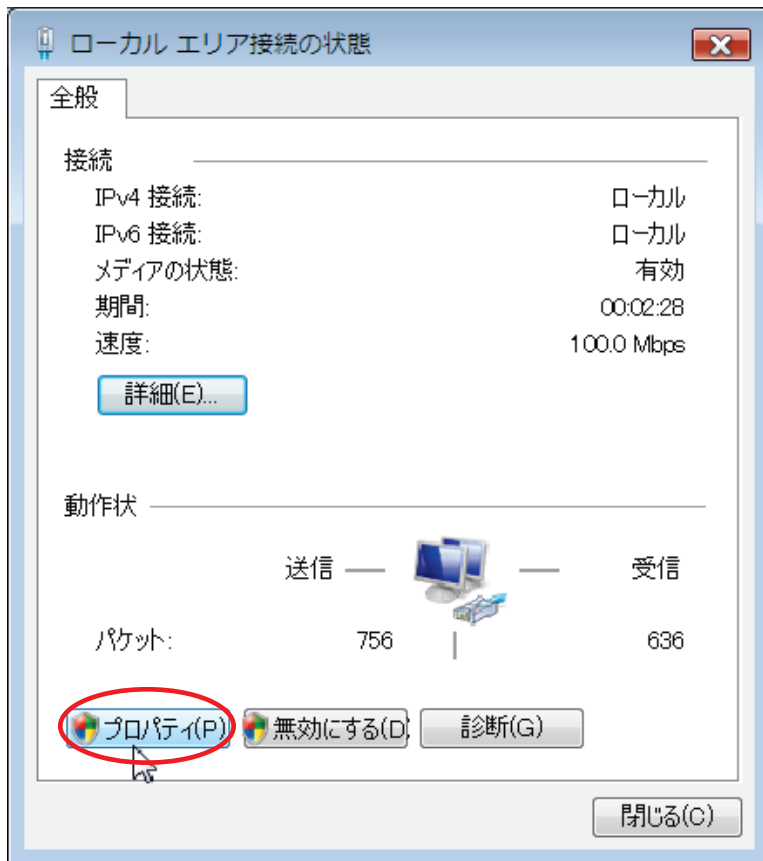 ローカル エリア接続の状態
全般
接続
IPv4 接続: ローカル
IPv6 接続: ローカル
メディアの状態: 有効
期間: 00:02:28
速度: 100.0 Mbps
詳細(E)...
動作状
送信 — — 受信
パケット: 756 636
プロパティ(P) 無効にする(D) 診断(G)
閉じる(C)